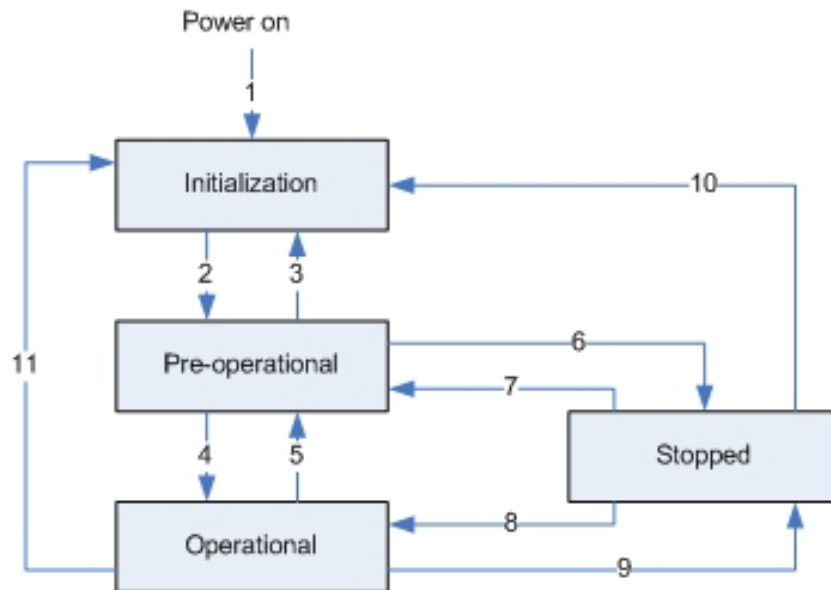 Power on
1
Initialization
10
2
3
6
11
Pre-operational
7
4
5
Stopped
8
Operational
9